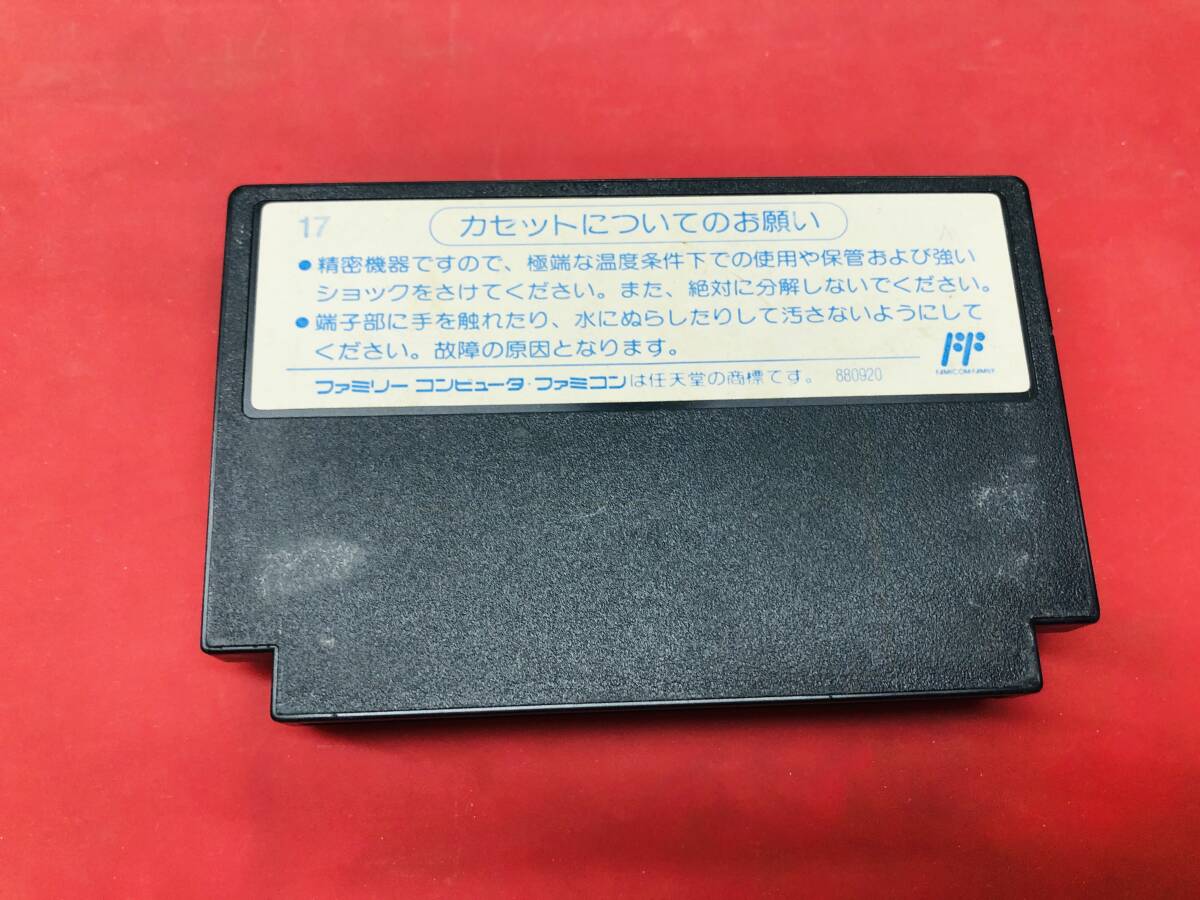 17
カセットについてのお願い
●精密機器ですので、極端な温度条件下での使用や保管および強い
ショックをさけてください。また、絶対に分解しないでください。
●端子部に手を触れたり、水にぬらしたりして汚さないようにして
ください。故障の原因となります。
FAMICOM FAMILY
ファミリー コンピュータ・ファミコンは任天堂の商標です。 880920